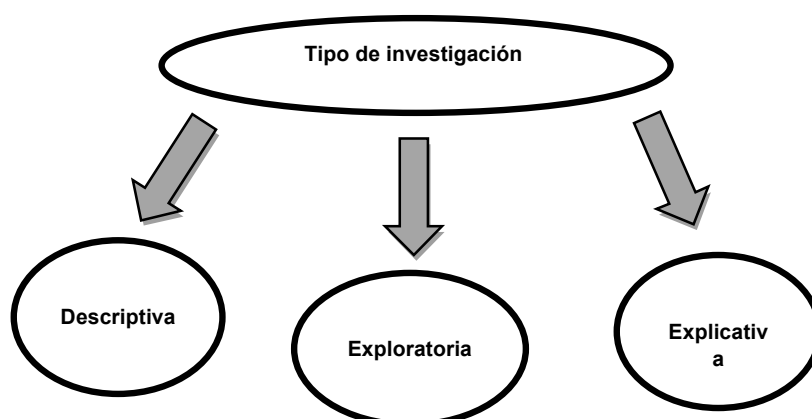 Tipo de investigación
Descriptiva
Exploratoria
Explicativ
a